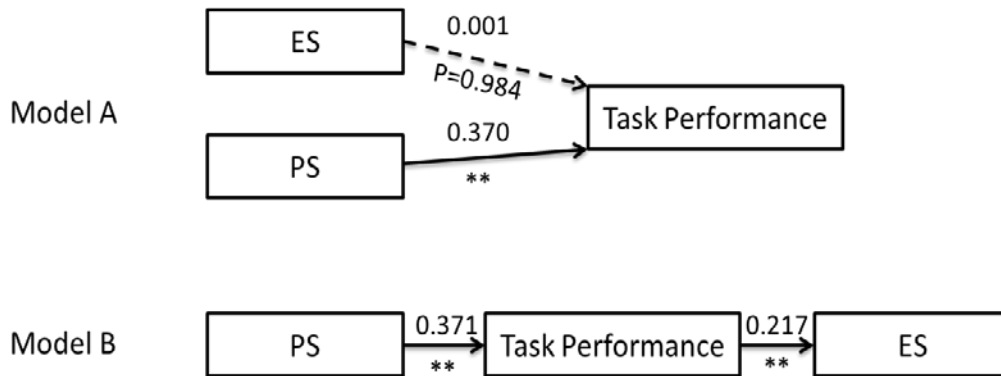 ES
0.001
P=0.984
Model A
Task Performance
PS
0.370
**
Model B
PS
0.371
**
Task Performance
0.217
**
ES